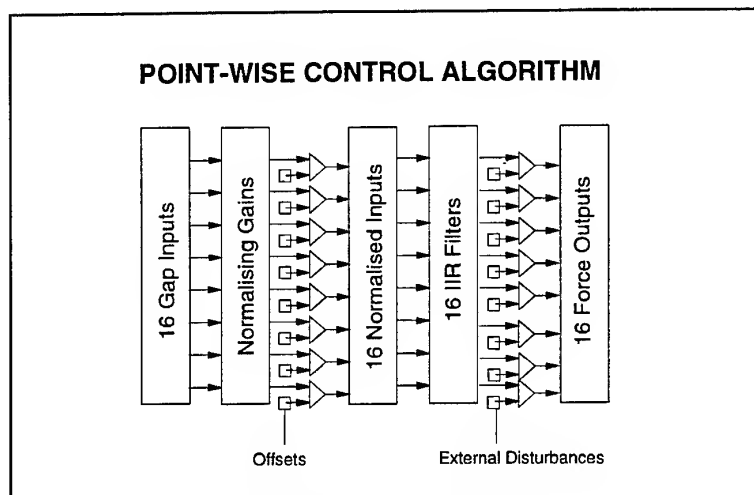 POINT-WISE CONTROL ALGORITHM
16 Gap Inputs
Normalising Gains
16 Normalised Inputs
16 IIR Filters
16 Force Outputs
Offsets
External Disturbances